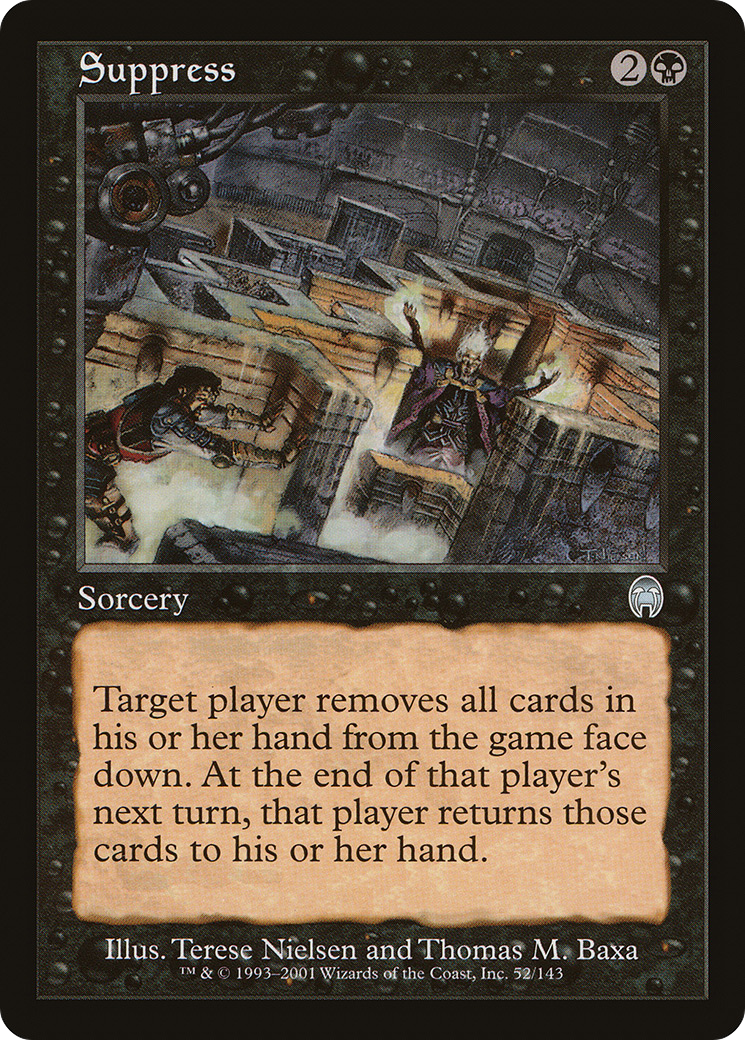 Suppress 2
Sorcery
Target player removes all cards in
his or her hand from the game face
down. At the end of that player's
next turn, that player returns those
cards to his or her hand.
Illus. Terese Nielsen and Thomas M. Baxa
™ & © 1993–2001 Wizards of the Coast, Inc. 52/143